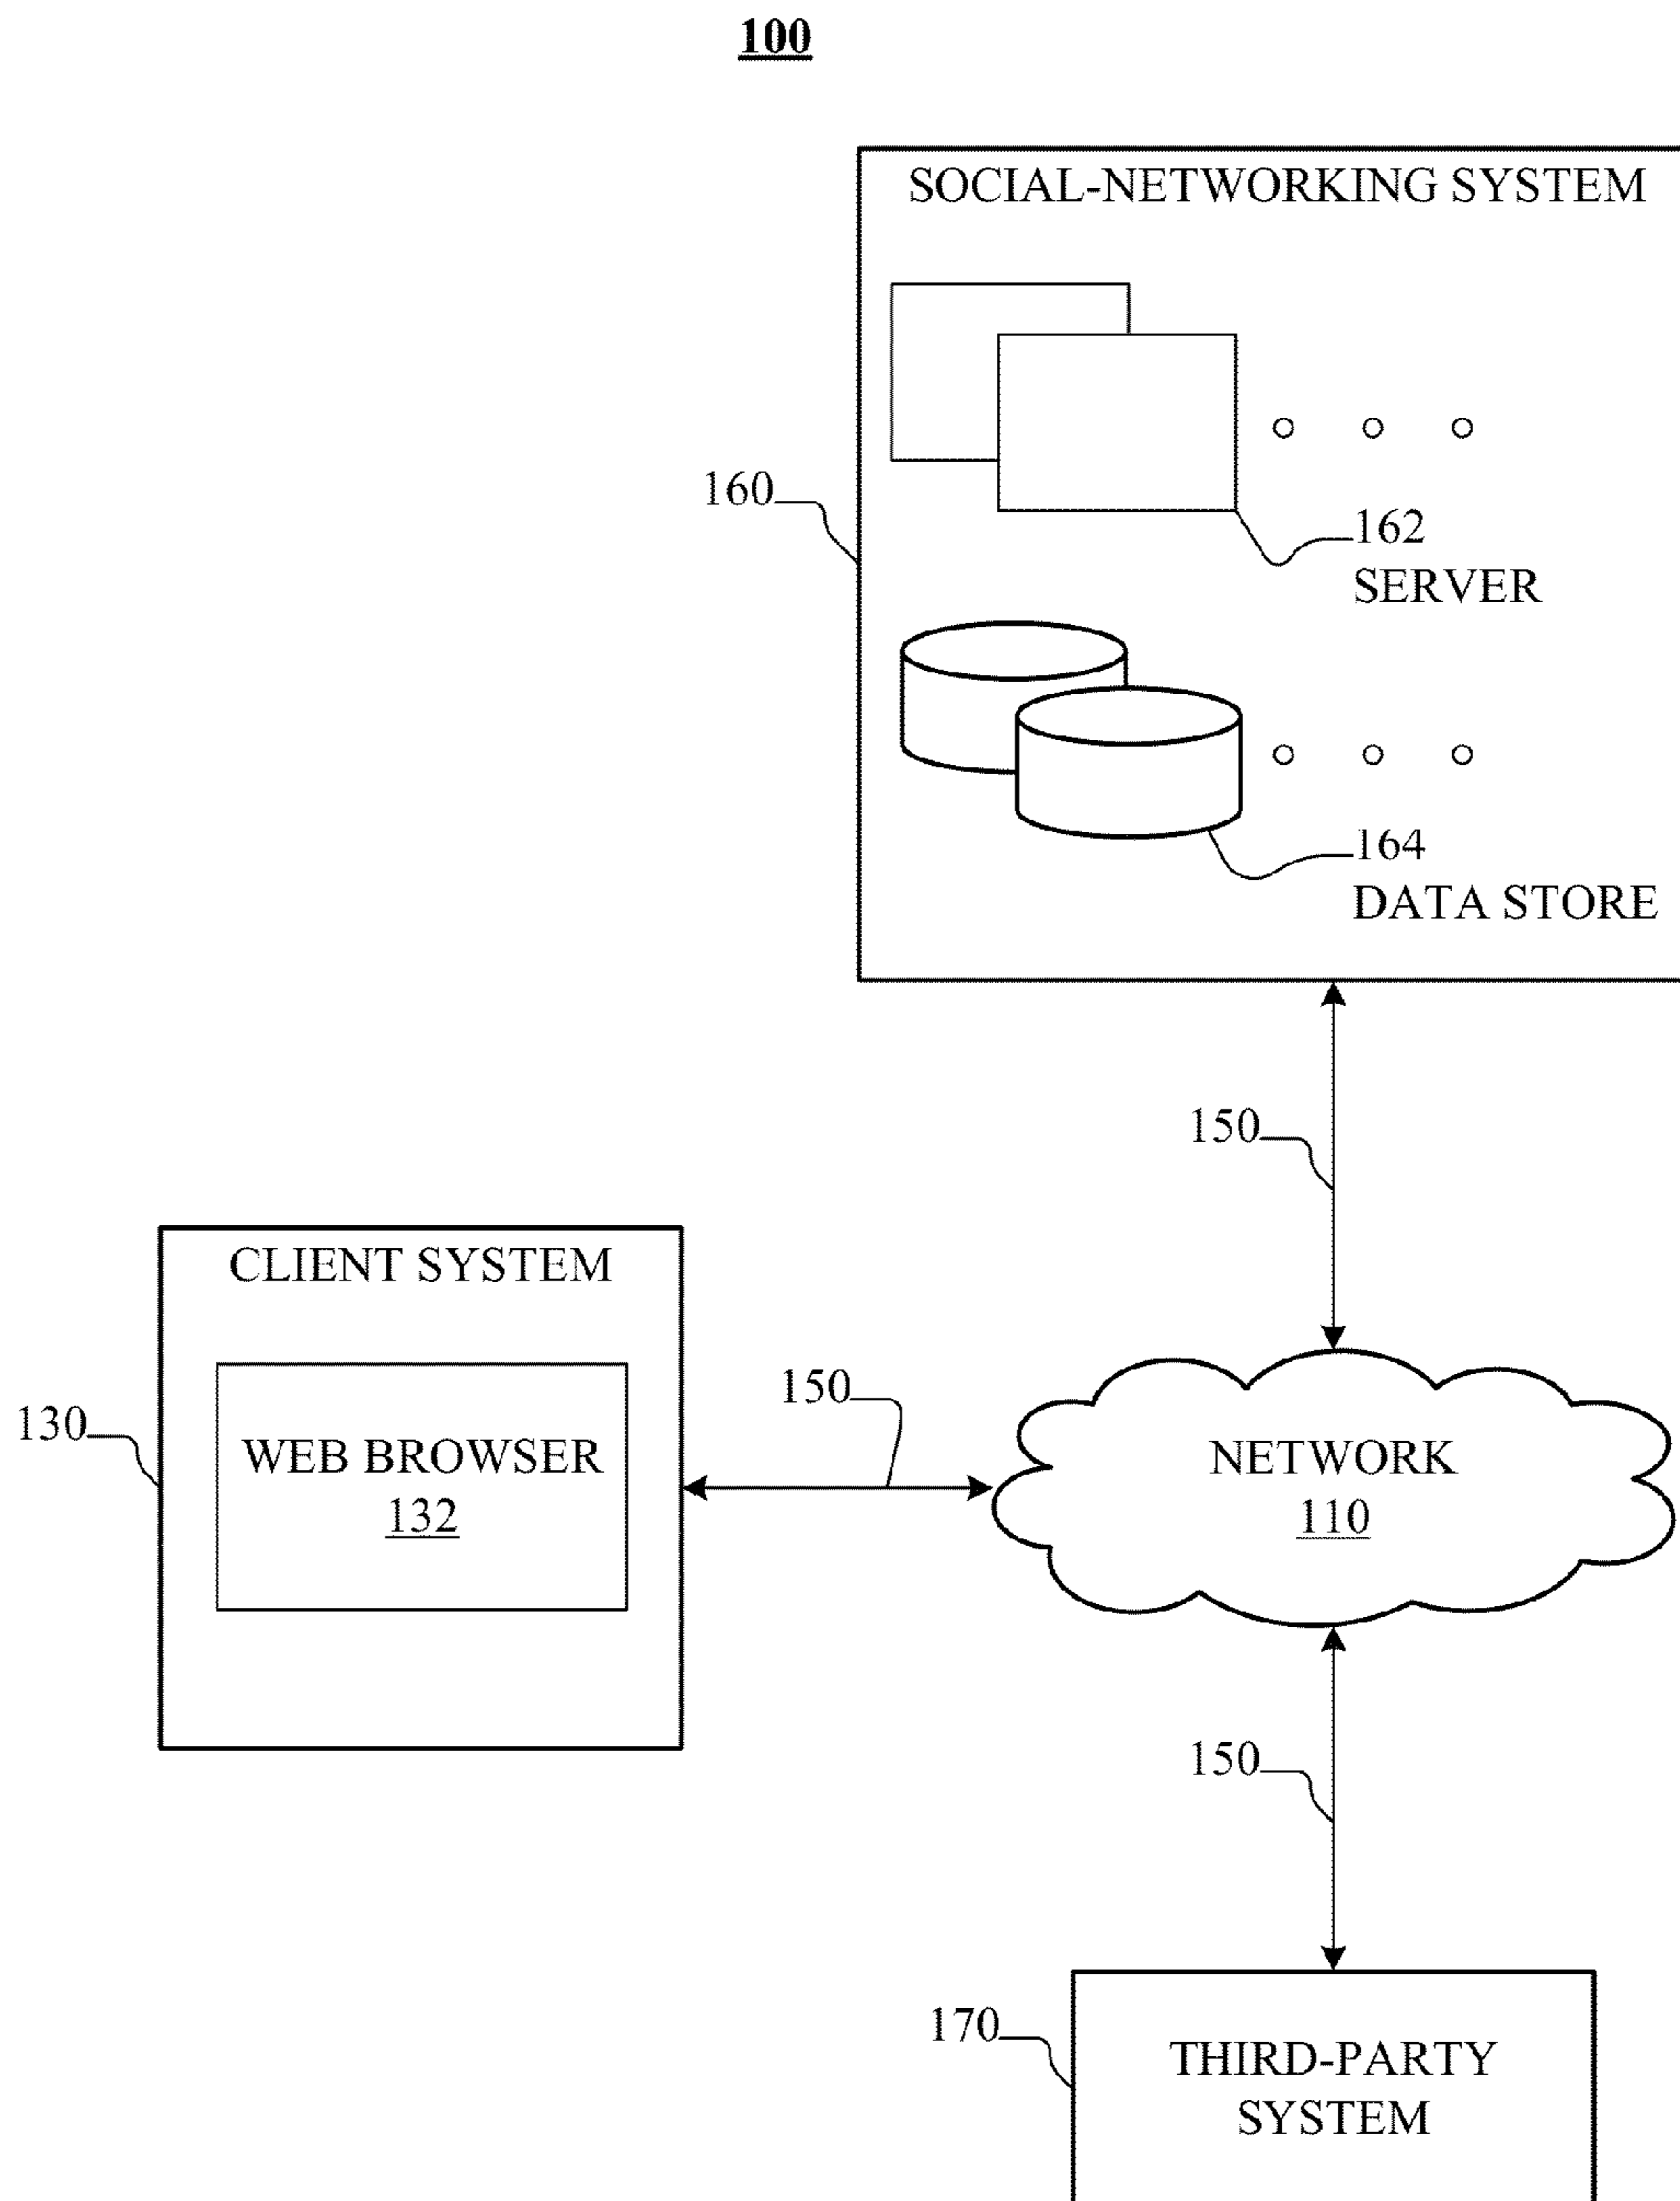 100
SOCIAL-NETWORKING SYSTEM
160
162
SERVER
164
DATA STORE
150
CLIENT SYSTEM
130
WEB BROWSER
132
150
NETWORK
110
150
170
THIRD-PARTY
SYSTEM